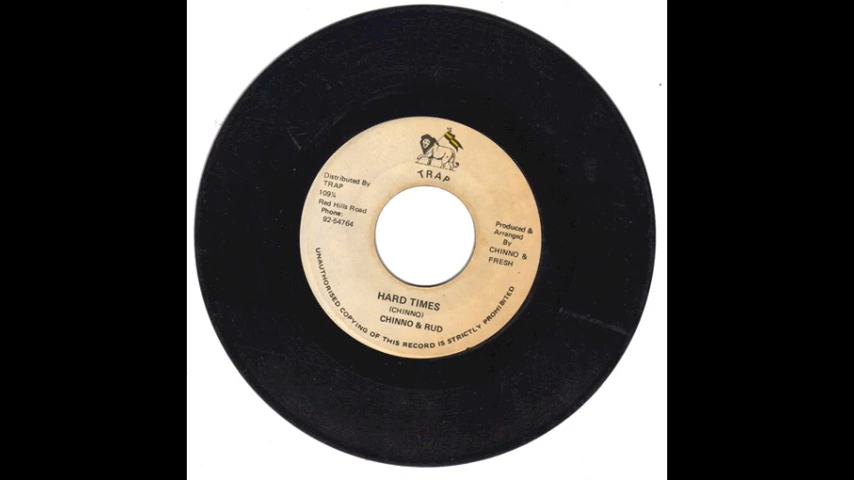 TRAP
Distributed By
TRAP
109½
Red Hills Road
Phone:
92-54764
Produced &
Arranged
By
CHINNO &
FRESH
HARD TIMES
(CHINNO)
CHINNO & RUD
UNAUTHORISED COPYING OF THIS RECORD IS STRICTLY PROHIBITED